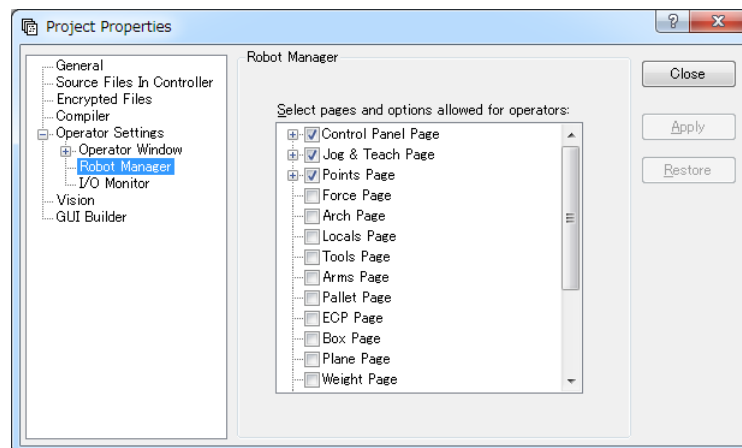 Project Properties
General
Source Files In Controller
Encrypted Files
Compiler
Operator Settings
Operator Window
Robot Manager
I/O Monitor
Vision
GUI Builder
Robot Manager
Select pages and options allowed for operators:
Control Panel Page
Jog & Teach Page
Points Page
Force Page
Arch Page
Locals Page
Tools Page
Arms Page
Pallet Page
ECP Page
Box Page
Plane Page
Weight Page
Close
Apply
Restore